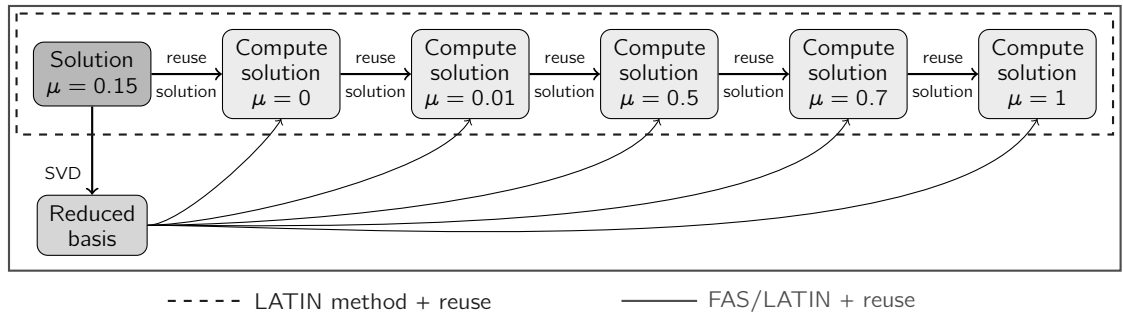 Solution
μ = 0.15
reuse
solution
Compute
solution
μ = 0
reuse
solution
Compute
solution
μ = 0.01
reuse
solution
Compute
solution
μ = 0.5
reuse
solution
Compute
solution
μ = 0.7
reuse
solution
Compute
solution
μ = 1
SVD
Reduced
basis
LATIN method + reuse
FAS/LATIN + reuse